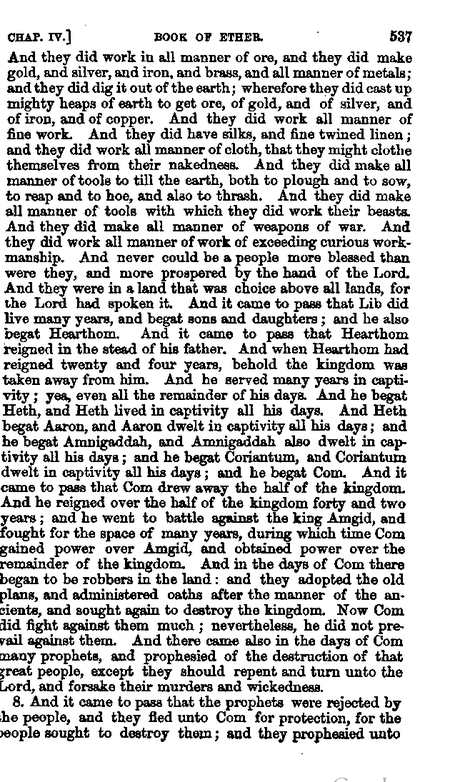 CHAP. IV.] BOOK OF ETHER. 537
And they did work in all manner of ore, and they did make
gold, and silver, and iron, and brass, and all manner of metals;
and they did dig it out of the earth; wherefore they did cast up
mighty heaps of earth to get ore, of gold, and of silver, and
of iron, and of copper. And they did work all manner of
fine work. And they did have silks, and fine twined linen;
and they did work all manner of cloth, that they might clothe
themselves from their nakedness. And they did make all
manner of tools to till the earth, both to plough and to sow,
to reap and to hoe, and also to thrash. And they did make
all manner of tools with which they did work their beasts.
And they did make all manner of weapons of war. And
they did work all manner of work of exceeding curious work-
manship. And never could be a people more blessed than
were they, and more prospered by the hand of the Lord.
And they were in a land that was choice above all lands, for
the Lord had spoken it. And it came to pass that Lib did
live many years, and begat sons and daughters; and he also
begat Hearthom. And it came to pass that Hearthom
reigned in the stead of his father. And when Hearthom had
reigned twenty and four years, behold the kingdom was
taken away from him. And he served many years in capti-
vity; yea, even all the remainder of his days. And he begat
Heth, and Heth lived in captivity all his days. And Heth
begat Aaron, and Aaron dwelt in captivity all his days; and
he begat Amnigaddah, and Amnigaddah also dwelt in cap-
tivity all his days; and he begat Coriantum, and Coriantum
dwelt in captivity all his days; and he begat Com. And it
came to pass that Com drew away the half of the kingdom.
And he reigned over the half of the kingdom forty and two
years; and he went to battle against the king Amgid, and
fought for the space of many years, during which time Com
gained power over Amgid, and obtained power over the
remainder of the kingdom. And in the days of Com there
began to be robbers in the land: and they adopted the old
plans, and administered oaths after the manner of the an-
cients, and sought again to destroy the kingdom. Now Com
did fight against them much; nevertheless, he did not pre-
vail against them. And there came also in the days of Com
many prophets, and prophesied of the destruction of that
great people, except they should repent and turn unto the
Lord, and forsake their murders and wickedness.
8. And it came to pass that the prophets were rejected by
the people, and they fled unto Com for protection, for the
people sought to destroy them; and they prophesied unto